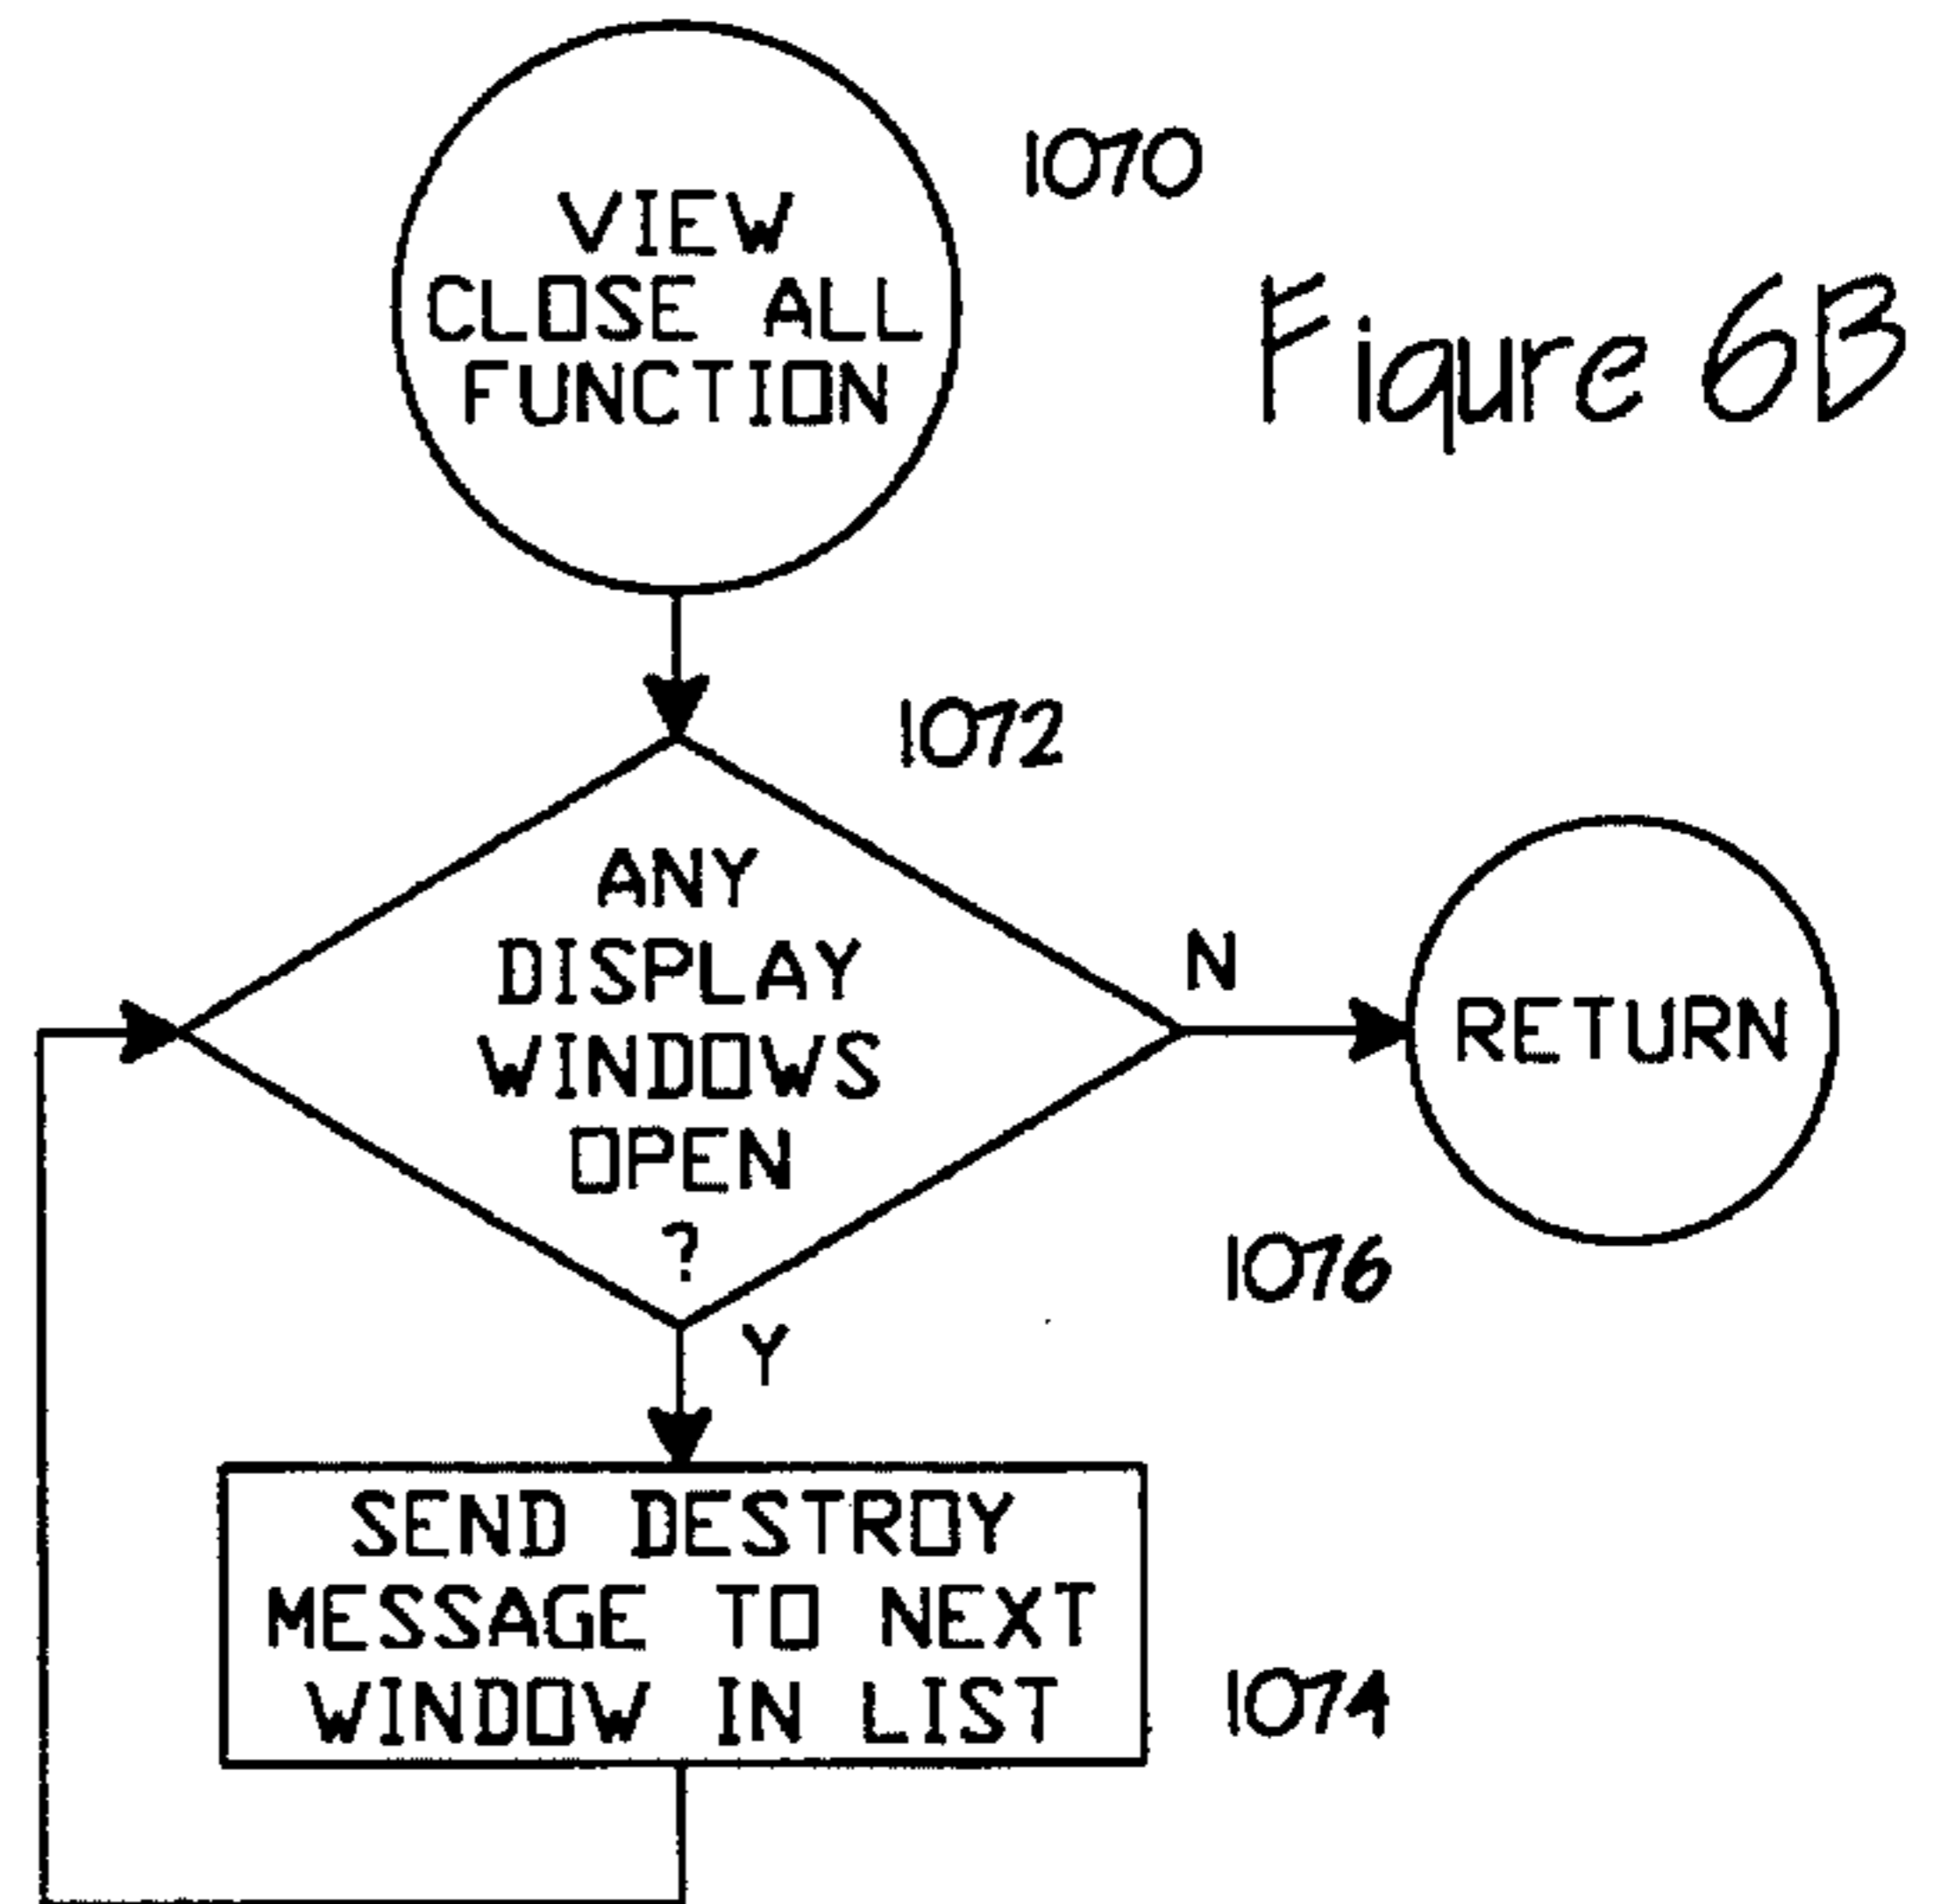 VIEW
CLOSE ALL
FUNCTION
1070
Figure 6B
1072
ANY
DISPLAY
WINDOWS
OPEN
?
N
RETURN
1076
Y
SEND DESTROY
MESSAGE TO NEXT
WINDOW IN LIST
1074